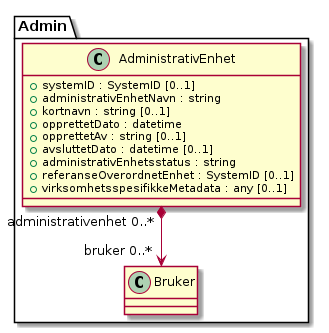 Admin
C AdministrativEnhet
systemID : SystemID [0..1]
administrativEnhetNavn : string
kortnavn : string [0..1]
opprettetDato : datetime
opprettetAv : string [0..1]
avsluttetDato : datetime [0..1]
administrativEnhetsstatus : string
referanseOverordnetEnhet : SystemID [0..1]
virksomhetsspesifikkeMetadata : any [0..1]
administrativenhet 0..*
bruker 0..*
C Bruker